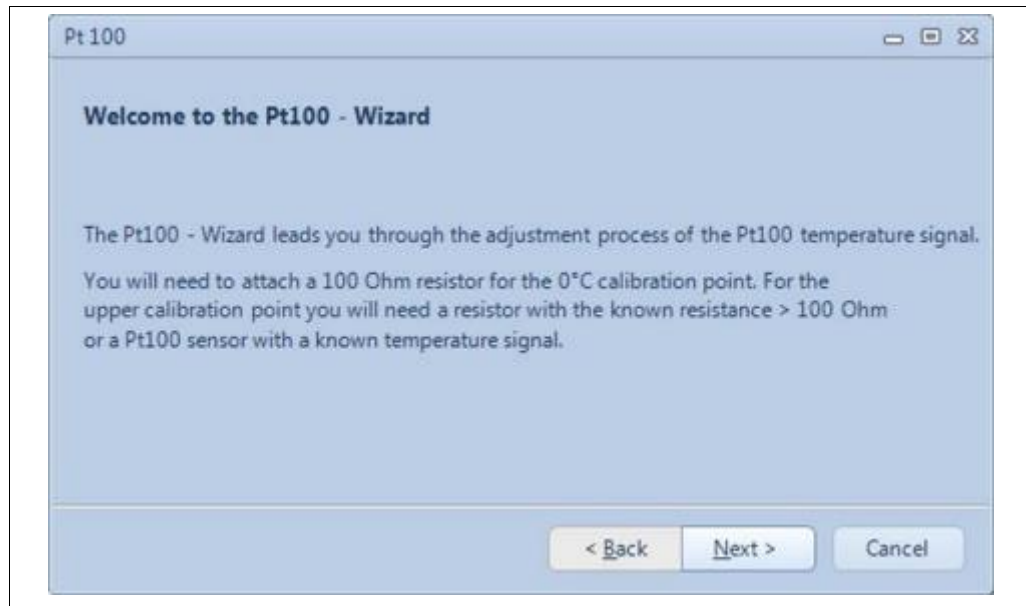 Pt 100
Welcome to the Pt100 - Wizard
The Pt100 - Wizard leads you through the adjustment process of the Pt100 temperature signal.
You will need to attach a 100 Ohm resistor for the 0°C calibration point. For the
upper calibration point you will need a resistor with the known resistance > 100 Ohm
or a Pt100 sensor with a known temperature signal.
< Back Next > Cancel